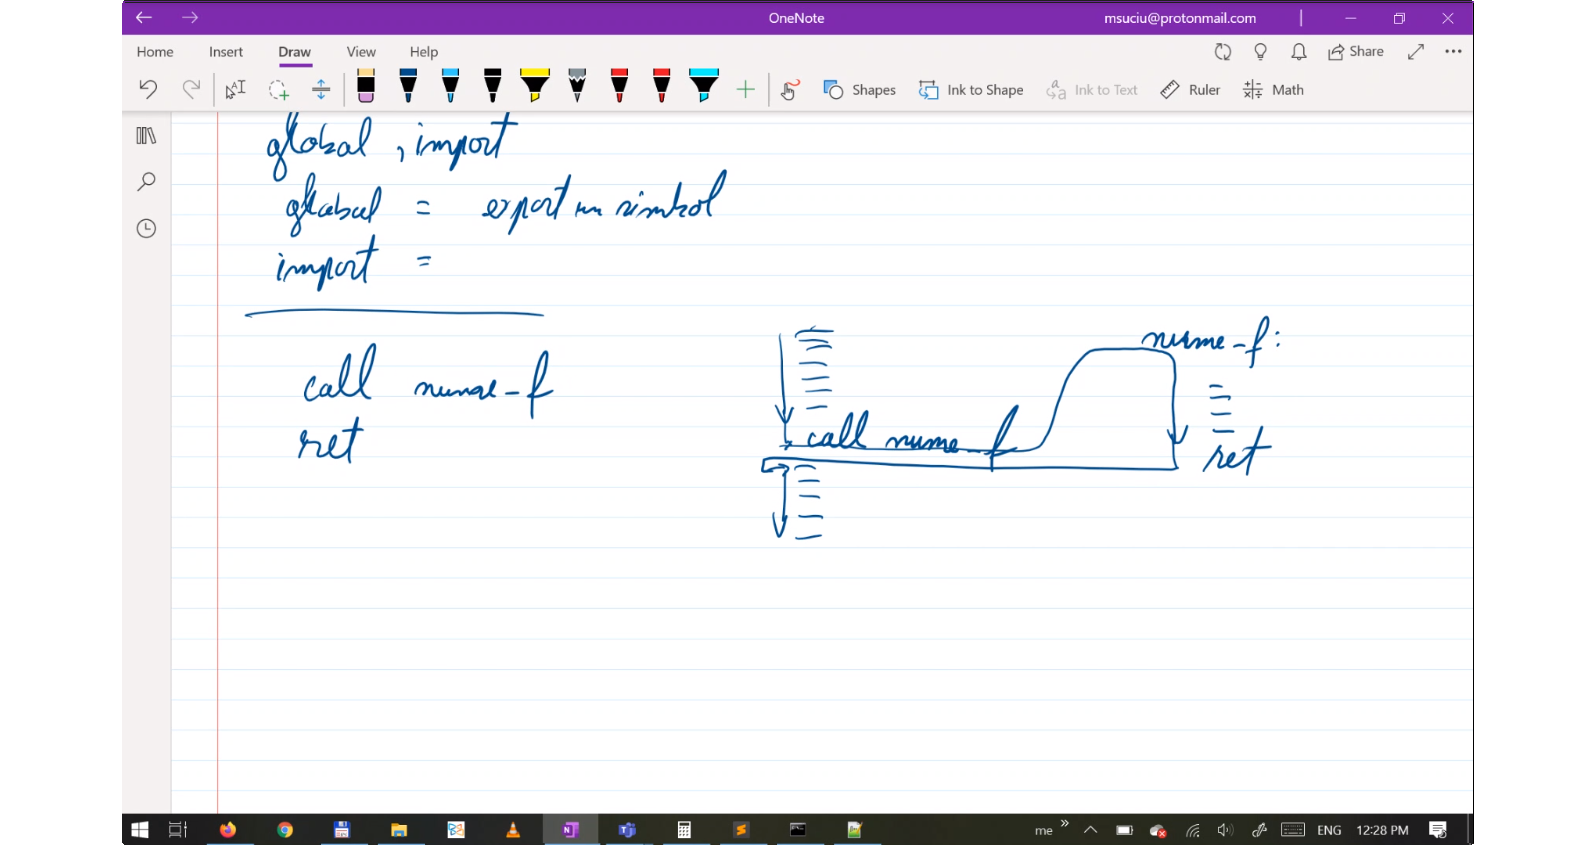 OneNote
msuciu@protonmail.com
Home Insert Draw View Help
Share
Shapes Ink to Shape Ink to Text Ruler Math
global , import
global = export un simbol
import =
call nume_f
ret
call nume_f
nume_f:
ret
me
ENG 12:28 PM